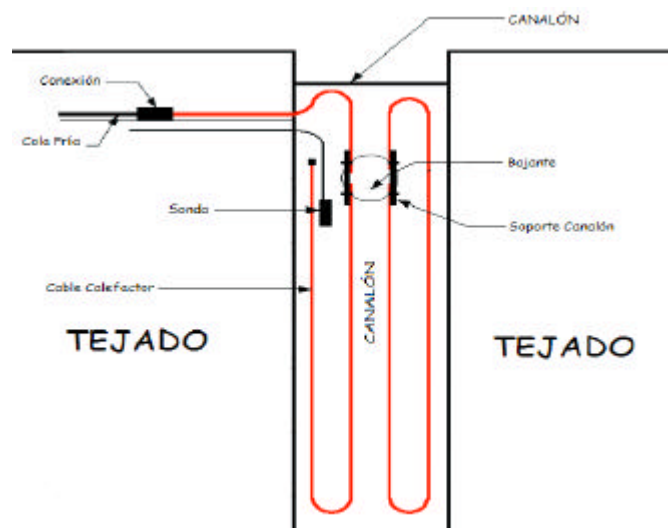 CANALÓN
Conexión
Cola Fría
Bajante
Sonda
Soporte Canalón
Cable Calefactor
CANALÓN
TEJADO
TEJADO